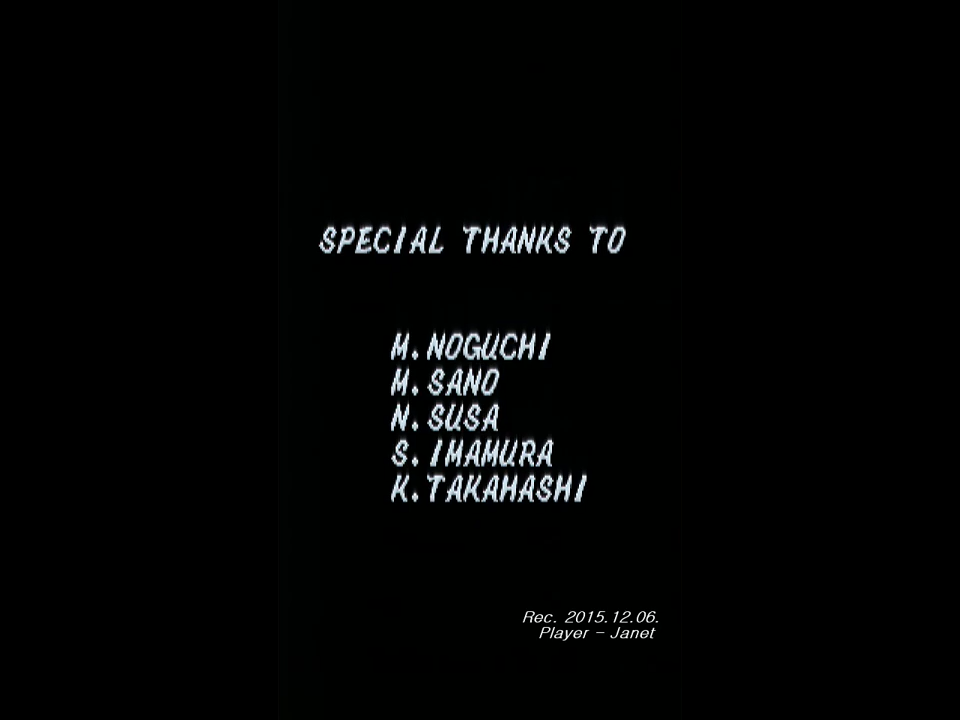 SPECIAL THANKS TO
M.NOGUCHI
M.SANO
N.SUSA
S.IMAMURA
K.TAKAHASHI
Rec. 2015.12.06.
Player - Janet